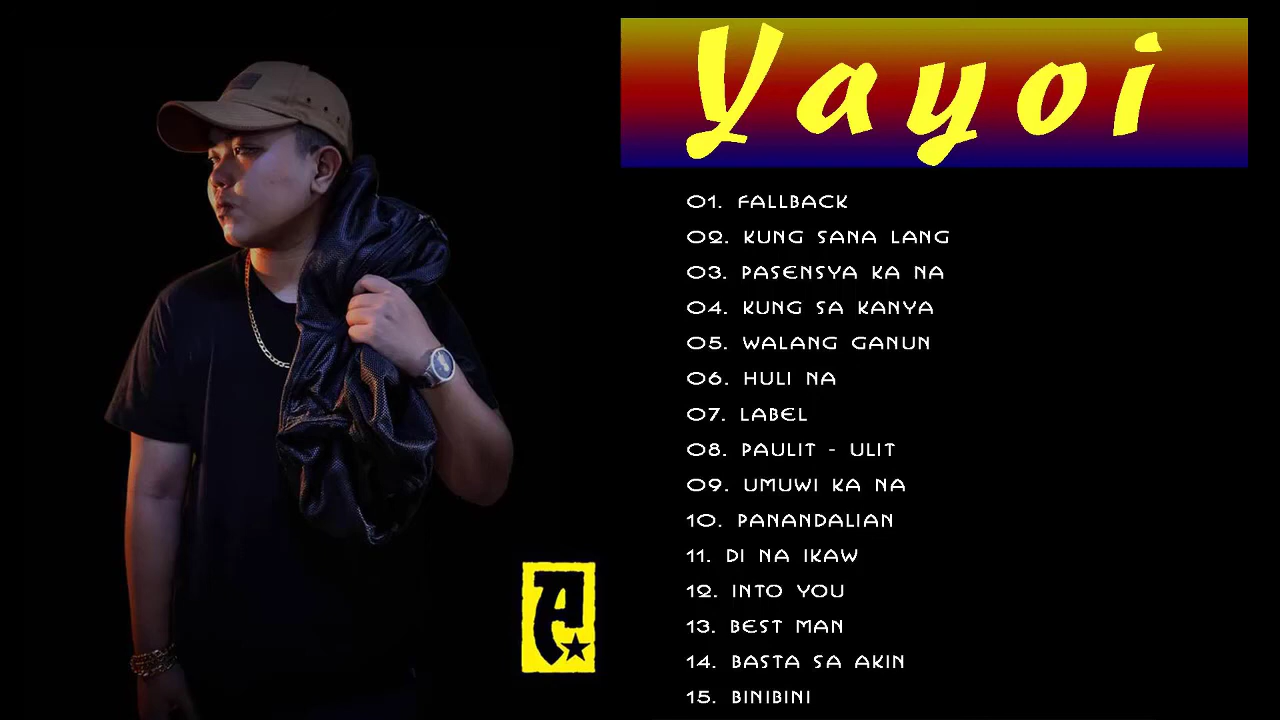 Yayoi
01. FALLBACK
02. KUNG SANA LANG
03. PASENSYA KA NA
04. KUNG SA KANYA
05. WALANG GANUN
06. HULI NA
07. LABEL
08. PAULIT - ULIT
09. UMUWI KA NA
10. PANANDALIAN
11. DI NA IKAW
12. INTO YOU
13. BEST MAN
14. BASTA SA AKIN
15. BINIBINI